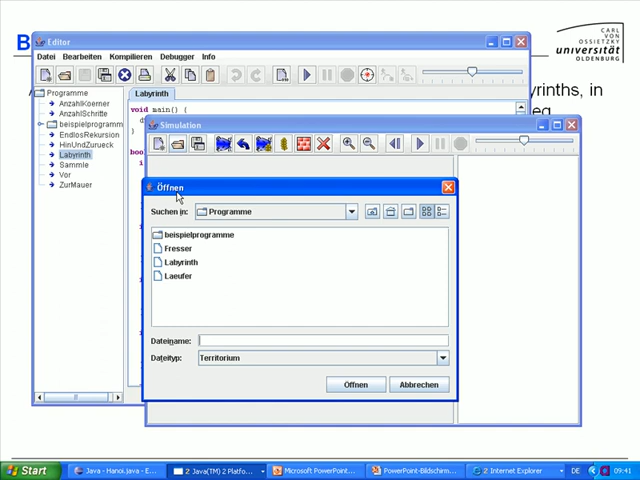 B
CARL
VON
OSSIETZKY
universität
OLDENBURG
Editor
Datei Bearbeiten Kompilieren Debugger Info
yrinths, in
eg
Programme
AnzahlKoerner
AnzahlSchritte
beispielprogramm
EndlosRekursion
HinUndZurueck
Labyrinth
Sammle
Vor
ZurMauer
Labyrinth
void main() {
d
}
bool
Simulation
Öffnen
Suchen in: Programme
beispielprogramme
Fresser
Labyrinth
Laeufer
Dateiname:
Dateityp: Territorium
Öffnen Abbrechen
Start Java - Hanoi.java - E... 2 Java(TM) 2 Platfo... Microsoft PowerPoint... PowerPoint-Bildschirm... 2 Internet Explorer DE 09:41